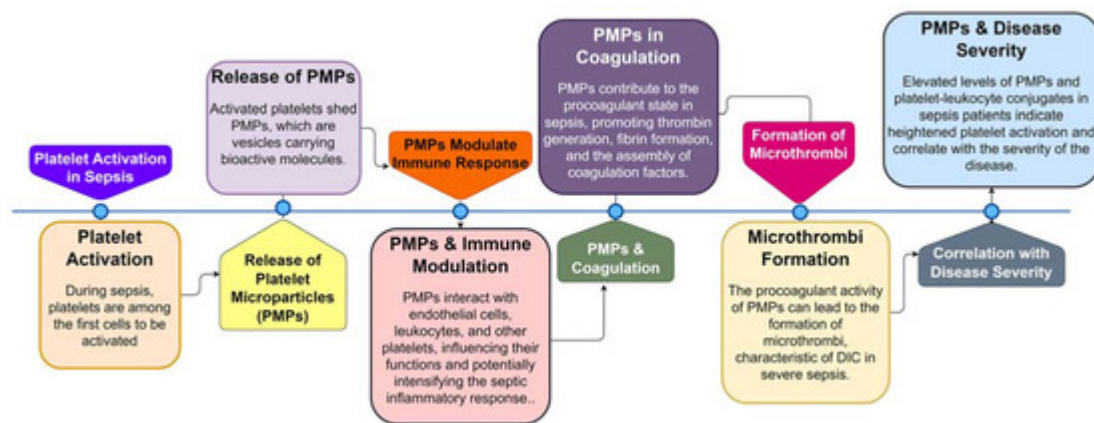 Platelet Activation
in Sepsis
Platelet
Activation
During sepsis,
platelets are among
the first cells to be
activated
Release of PMPs
Activated platelets shed
PMPs, which are
vesicles carrying
bioactive molecules.
Release of
Platelet
Microparticles
(PMPs)
PMPs Modulate
Immune Response
PMPs & Immune
Modulation
PMPs interact with
endothelial cells,
leukocytes, and other
platelets, influencing their
functions and potentially
intensifying the septic
inflammatory response..
PMPs in
Coagulation
PMPs contribute to the
procoagulant state in
sepsis, promoting thrombin
generation, fibrin formation,
and the assembly of
coagulation factors.
PMPs &
Coagulation
Formation of
Microthrombi
Microthrombi
Formation
The procoagulant activity
of PMPs can lead to the
formation of
microthrombi,
characteristic of DIC in
severe sepsis.
PMPs & Disease
Severity
Elevated levels of PMPs and
platelet-leukocyte conjugates in
sepsis patients indicate
heightened platelet activation and
correlate with the severity of the
disease.
Correlation with
Disease Severity